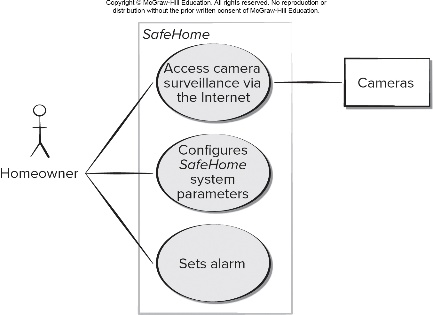 Copyright © McGraw-Hill Education. All rights reserved. No reproduction or
distribution without the prior written consent of McGraw-Hill Education.
SafeHome
Access camera
surveillance via
the Internet
Cameras
Homeowner
Configures
SafeHome
system
parameters
Sets alarm